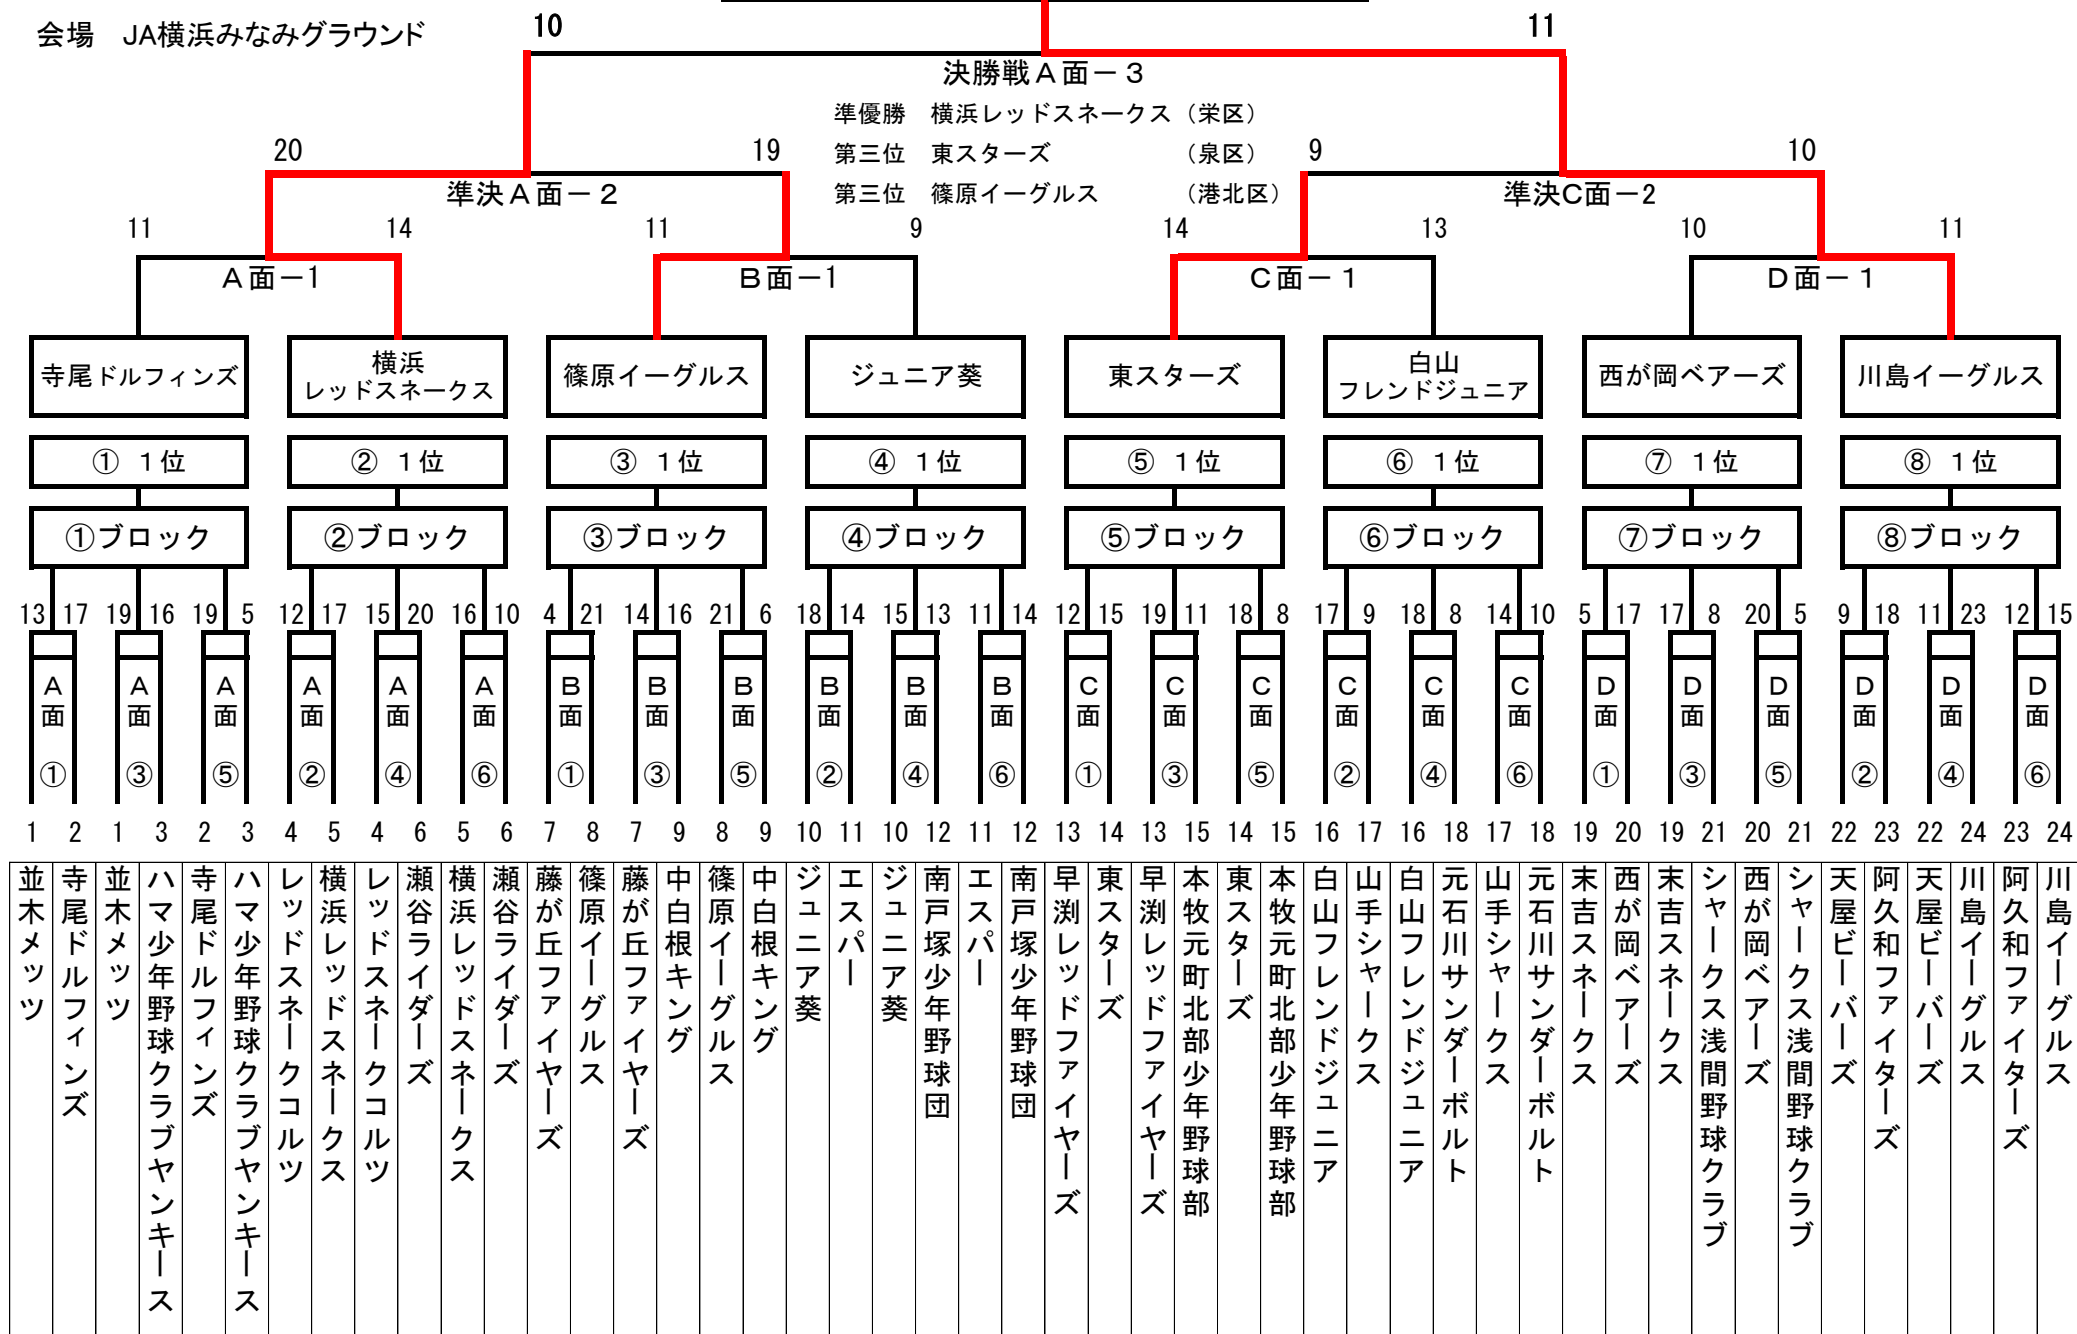 会場　JA横浜みなみグラウンド
10
11
決勝戦Ａ面－３
準優勝　横浜レッドスネークス（栄区）
第三位　東スターズ　（泉区）
第三位　篠原イーグルス　（港北区）
20 19 9 10
準決Ａ面－２
準決C面－2
11 14 11 9 14 13 10 11
Ａ面－1
Ｂ面－1
Ｃ面－１
Ｄ面－１
寺尾ドルフィンズ
横浜
レッドスネークス
篠原イーグルス
ジュニア葵
東スターズ
白山
フレンドジュニア
西が岡ベアーズ
川島イーグルス
① １位
② １位
③ １位
④ １位
⑤ １位
⑥ １位
⑦ １位
⑧ １位
①ブロック
②ブロック
③ブロック
④ブロック
⑤ブロック
⑥ブロック
⑦ブロック
⑧ブロック
13 17 19 16 19 5 12 17 15 20 16 10 4 21 14 16 21 6 18 14 15 13 11 14 12 15 19 11 18 8 17 9 18 8 14 10 5 17 17 8 20 5 9 18 11 23 12 15
Ａ面①
Ａ面③
Ａ面⑤
Ａ面②
Ａ面④
Ａ面⑥
Ｂ面①
Ｂ面③
Ｂ面⑤
Ｂ面②
Ｂ面④
Ｂ面⑥
Ｃ面①
Ｃ面③
Ｃ面⑤
Ｃ面②
Ｃ面④
Ｃ面⑥
Ｄ面①
Ｄ面③
Ｄ面⑤
Ｄ面②
Ｄ面④
Ｄ面⑥
1 2 1 3 2 3 4 5 4 6 5 6 7 8 7 9 8 9 10 11 10 12 11 12 13 14 13 15 14 15 16 17 16 18 17 18 19 20 19 21 20 21 22 23 22 24 23 24
並木メッツ
寺尾ドルフィンズ
並木メッツ
ハマ少年野球クラブヤンキース
寺尾ドルフィンズ
ハマ少年野球クラブヤンキース
レッドスネークコルツ
横浜レッドスネークス
レッドスネークコルツ
瀬谷ライダーズ
横浜レッドスネークス
瀬谷ライダーズ
藤が丘ファイヤーズ
篠原イーグルス
藤が丘ファイヤーズ
中白根キング
篠原イーグルス
中白根キング
ジュニア葵
エスパー
ジュニア葵
南戸塚少年野球団
エスパー
南戸塚少年野球団
早渕レッドファイヤーズ
東スターズ
早渕レッドファイヤーズ
本牧元町北部少年野球部
東スターズ
本牧元町北部少年野球部
白山フレンドジュニア
山手シャークス
白山フレンドジュニア
元石川サンダーボルト
山手シャークス
元石川サンダーボルト
末吉スネークス
西が岡ベアーズ
末吉スネークス
シャークス浅間野球クラブ
西が岡ベアーズ
シャークス浅間野球クラブ
天屋ビーバーズ
阿久和ファイターズ
天屋ビーバーズ
川島イーグルス
阿久和ファイターズ
川島イーグルス